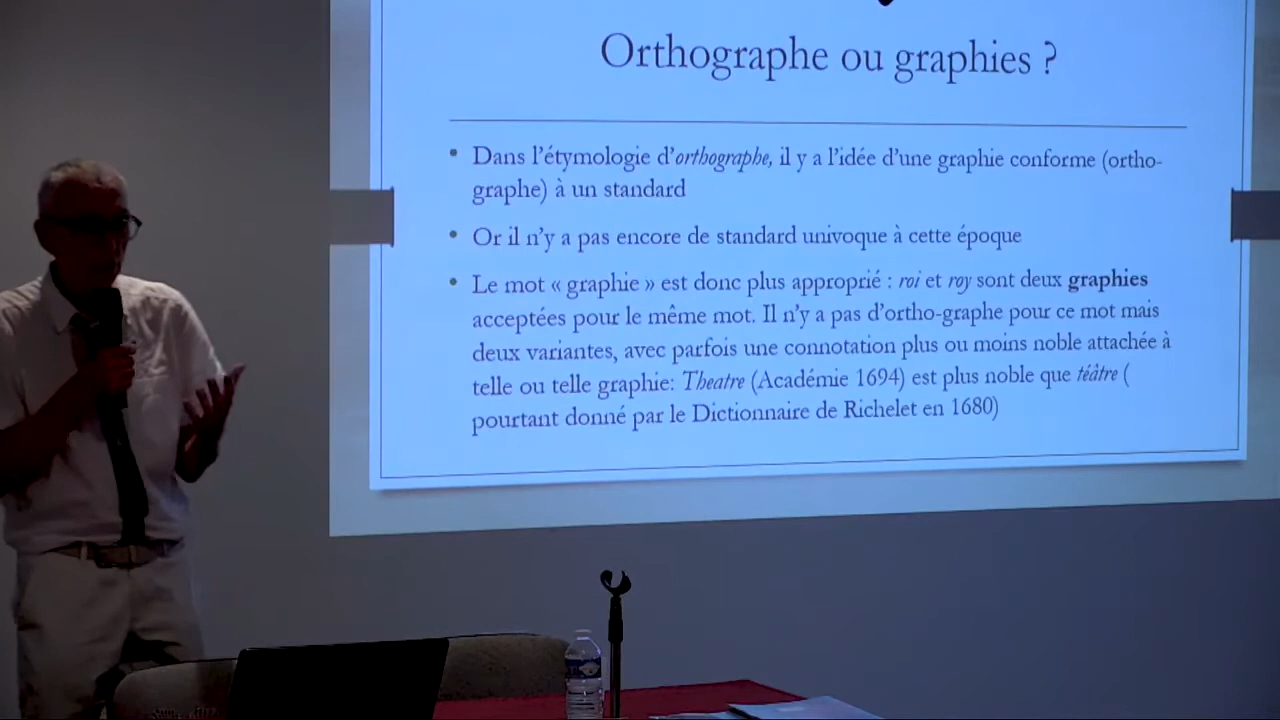 Orthographe ou graphies ?
• Dans l’étymologie d’orthographe, il y a l’idée d’une graphie conforme (ortho-
graphe) à un standard
• Or il n’y a pas encore de standard univoque à cette époque
• Le mot « graphie » est donc plus approprié : roi et roy sont deux graphies
acceptées pour le même mot. Il n’y a pas d’ortho-graphe pour ce mot mais
deux variantes, avec parfois une connotation plus ou moins noble attachée à
telle ou telle graphie: Theatre (Académie 1694) est plus noble que téâtre (
pourtant donné par le Dictionnaire de Richelet en 1680)